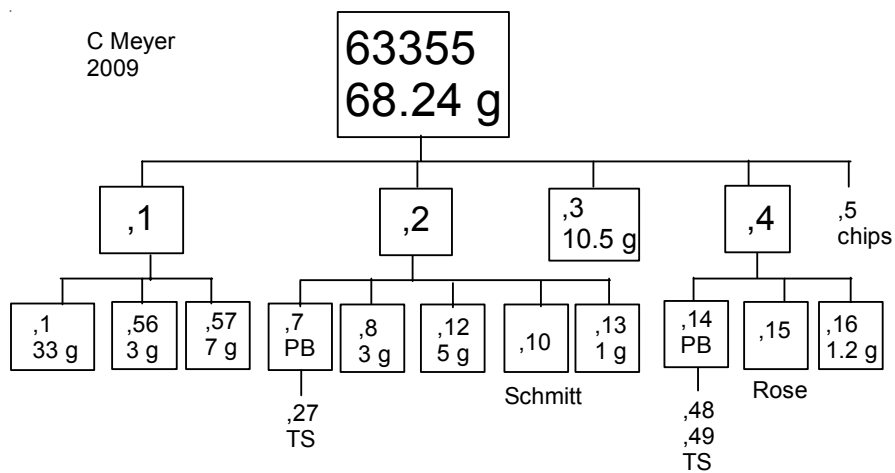 C Meyer
2009
63355
68.24 g
,1
,2
,3
10.5 g
,4
,5
chips
,1
33 g
,56
3 g
,57
7 g
,7
PB
,8
3 g
,12
5 g
,10
,13
1 g
,14
PB
,15
,16
1.2 g
Schmitt
Rose
,27
TS
,48
,49
TS